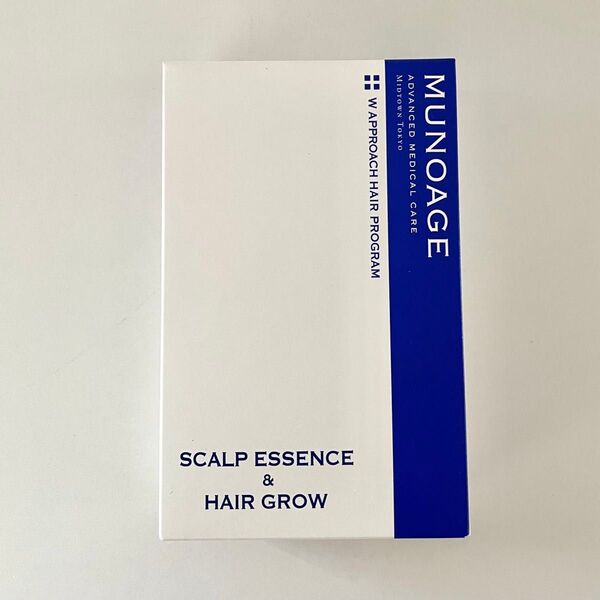 MUNOAGE
ADVANCED MEDICAL CARE
MIDTOWN TOKYO
W APPROACH HAIR PROGRAM
SCALP ESSENCE
&
HAIR GROW